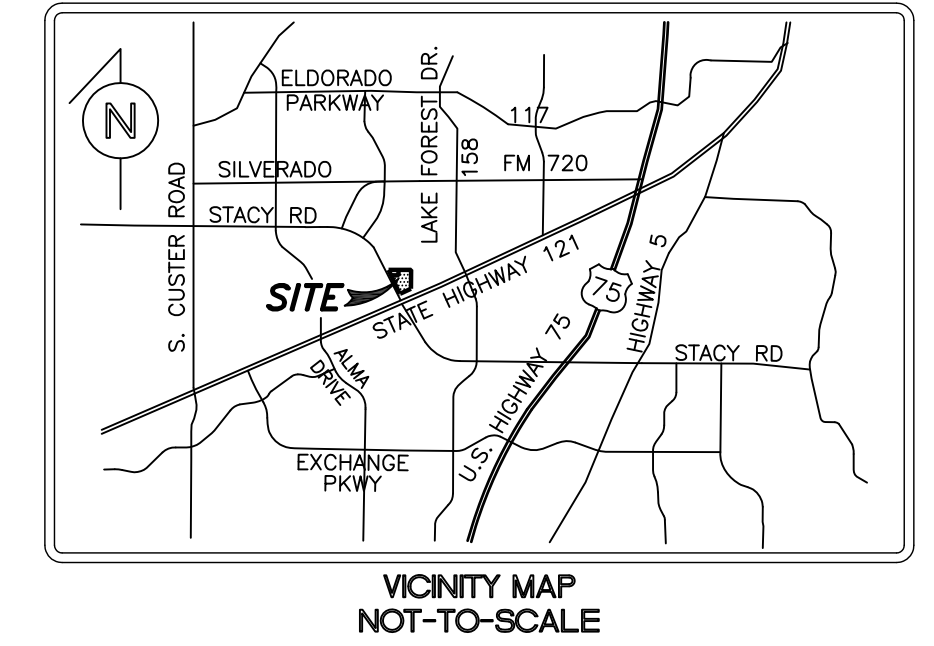 N
ELDORADO
PARKWAY
LAKE FOREST DR.
117
158
SILVERADO
FM 720
S. CUSTER ROAD
STACY RD
STATE HIGHWAY 121
SITE
75
HIGHWAY 5
U.S. HIGHWAY 75
STACY RD
ALMA
DRIVE
EXCHANGE
PKWY
VICINITY MAP
NOT-TO-SCALE